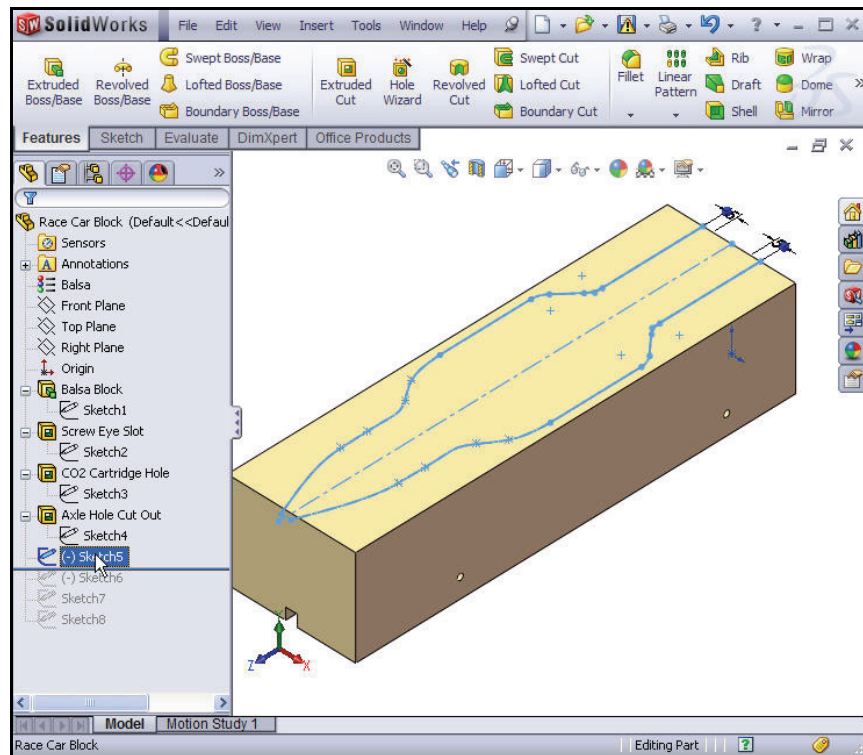 SW SolidWorks File Edit View Insert Tools Window Help
Extruded Boss/Base
Revolved Boss/Base
Swept Boss/Base
Lofted Boss/Base
Boundary Boss/Base
Extruded Cut
Hole Wizard
Revolved Cut
Swept Cut
Lofted Cut
Boundary Cut
Fillet
Linear Pattern
Rib
Draft
Shell
Wrap
Dome
Mirror
Features Sketch Evaluate DimXpert Office Products
Race Car Block (Default<<Defaul
Sensors
A Annotations
Balsa
Front Plane
Top Plane
Right Plane
Origin
Balsa Block
Sketch1
Screw Eye Slot
Sketch2
CO2 Cartridge Hole
Sketch3
Axle Hole Cut Out
Sketch4
(-) Sketch5
(-) Sketch6
Sketch7
Sketch8
Z X
Model Motion Study 1
Race Car Block Editing Part ?